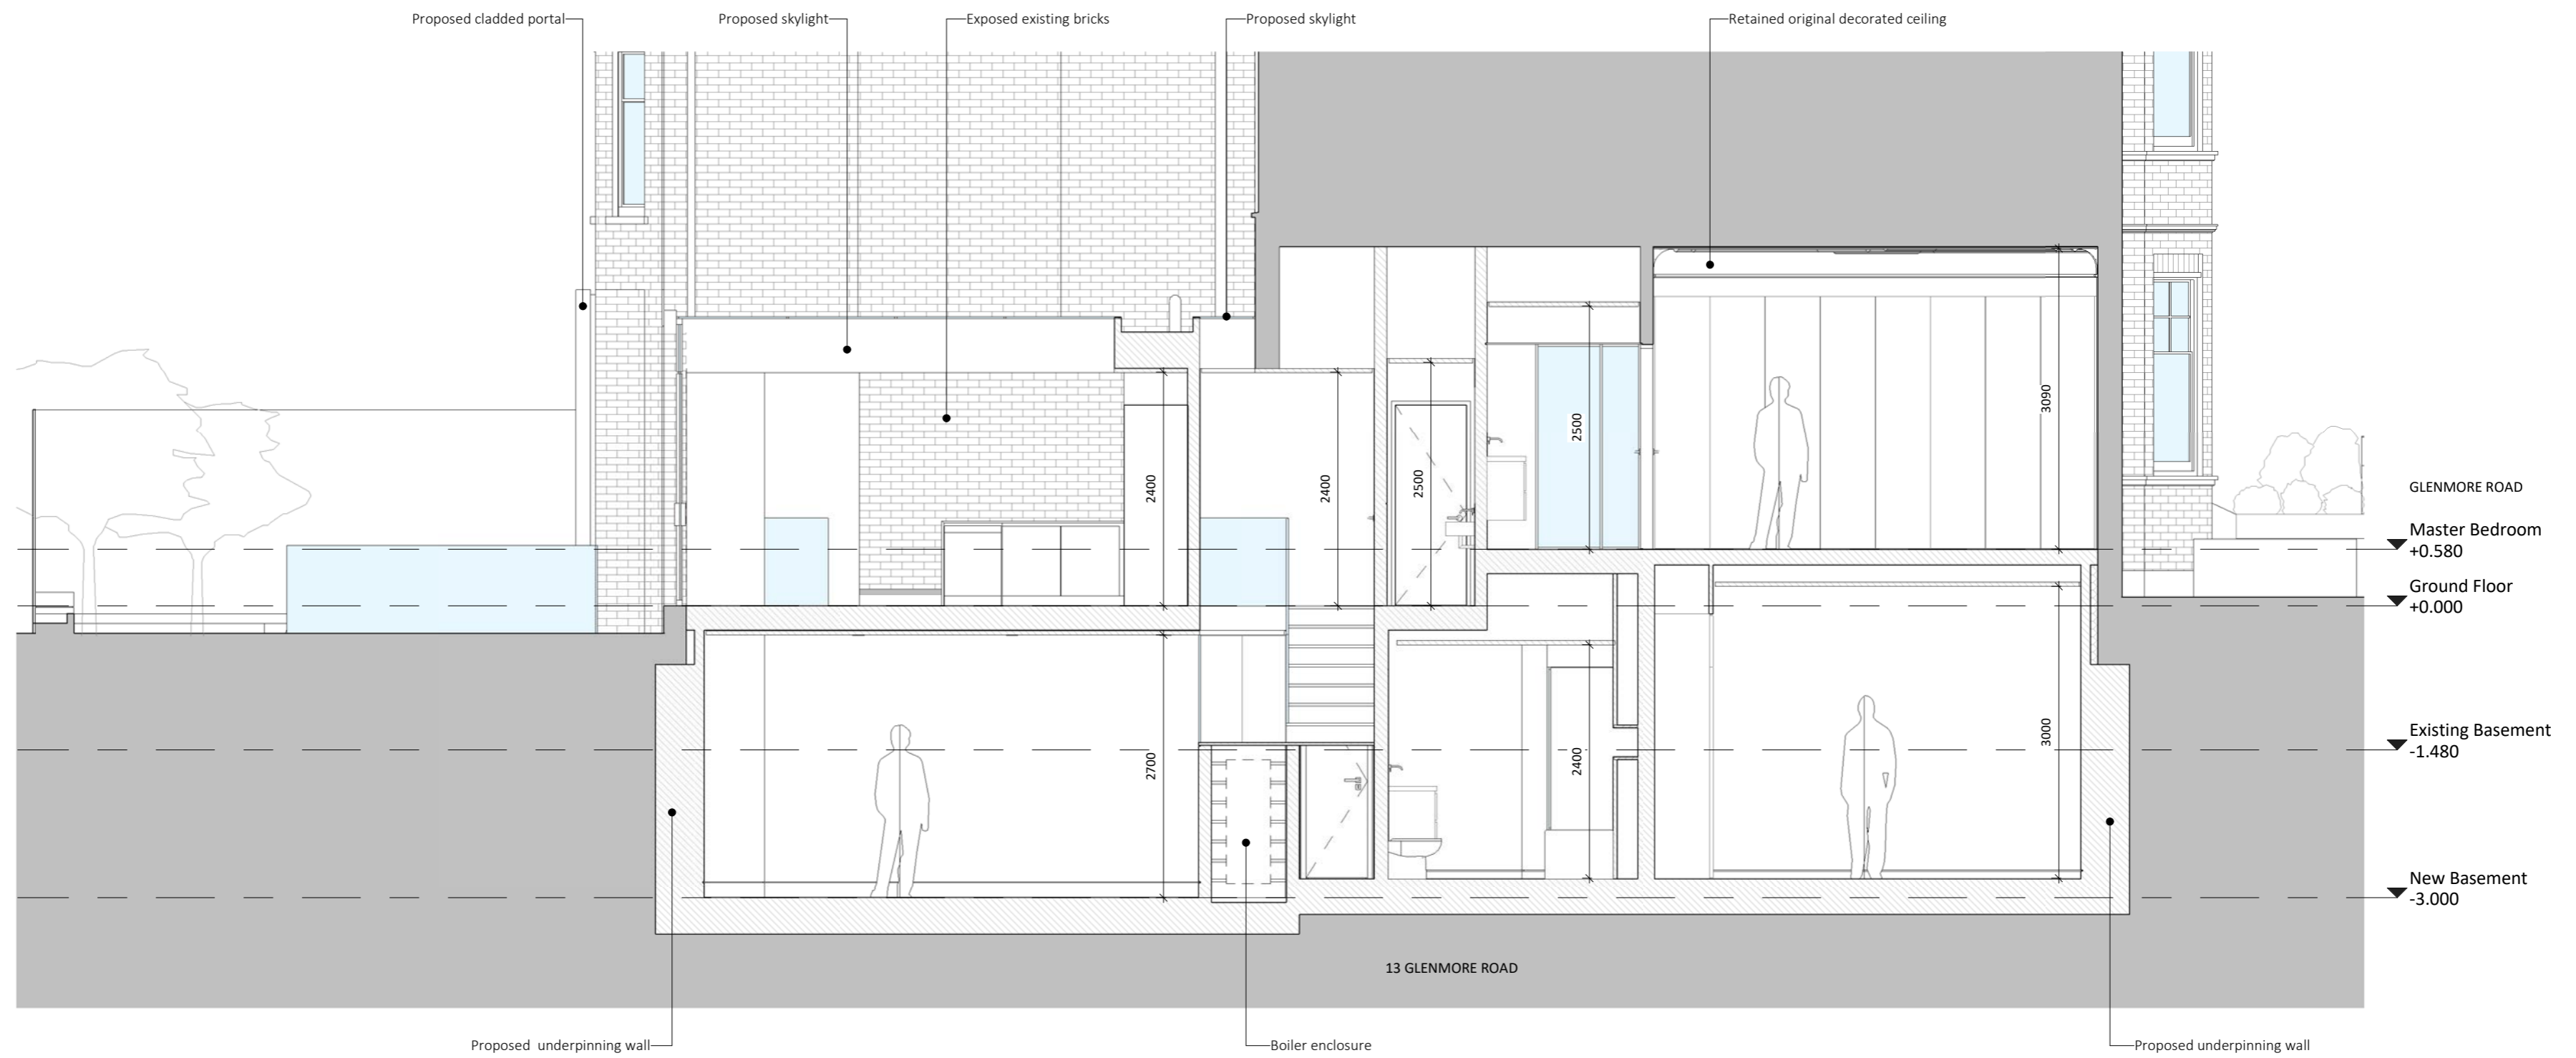 Proposed cladded portal
Proposed skylight
Exposed existing bricks
Proposed skylight
Retained original decorated ceiling
2400
2400
2500
2500
3090
GLENMORE ROAD
Master Bedroom
+0.580
Ground Floor
+0.000
Existing Basement
-1.480
2700
2400
3000
New Basement
-3.000
13 GLENMORE ROAD
Proposed underpinning wall
Boiler enclosure
Proposed underpinning wall